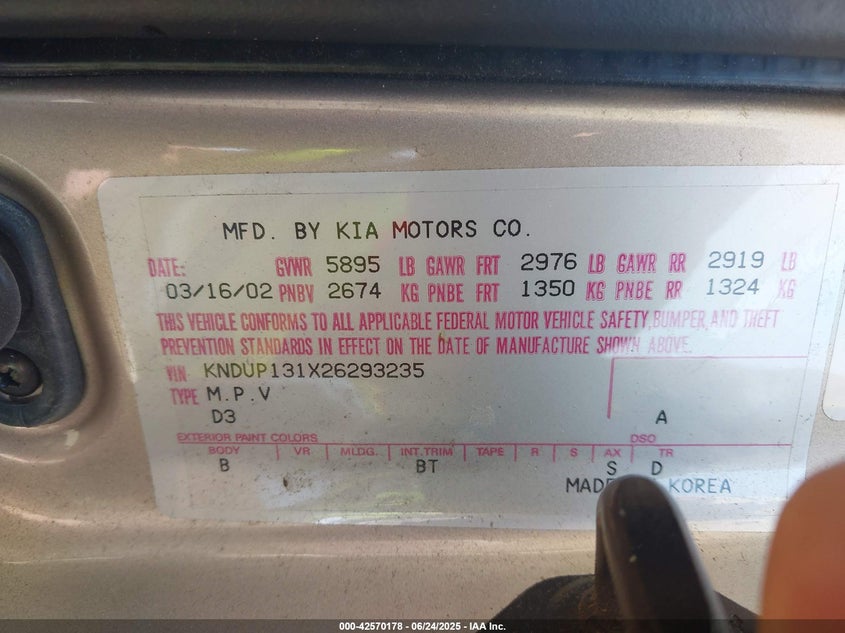 MFD. BY KIA MOTORS CO.
DATE: GVWR 5895 LB GAWR FRT 2976 LB GAWR RR 2919 LB
03/16/02 PNBV 2674 KG PNBE FRT 1350 KG PNBE RR 1324 KG
THIS VEHICLE CONFORMS TO ALL APPLICABLE FEDERAL MOTOR VEHICLE SAFETY, BUMPER, AND THEFT
PREVENTION STANDARDS IN EFFECT ON THE DATE OF MANUFACTURE SHOWN ABOVE.
VIN KNDUP131X26293235
TYPE M.P.V
D3 A
EXTERIOR PAINT COLORS DSO
BODY VR MLDG. INT.TRIM TAPE R S AX TR
B BT S D
MADE KOREA
000-42570178 - 06/24/2025 - IAA Inc.